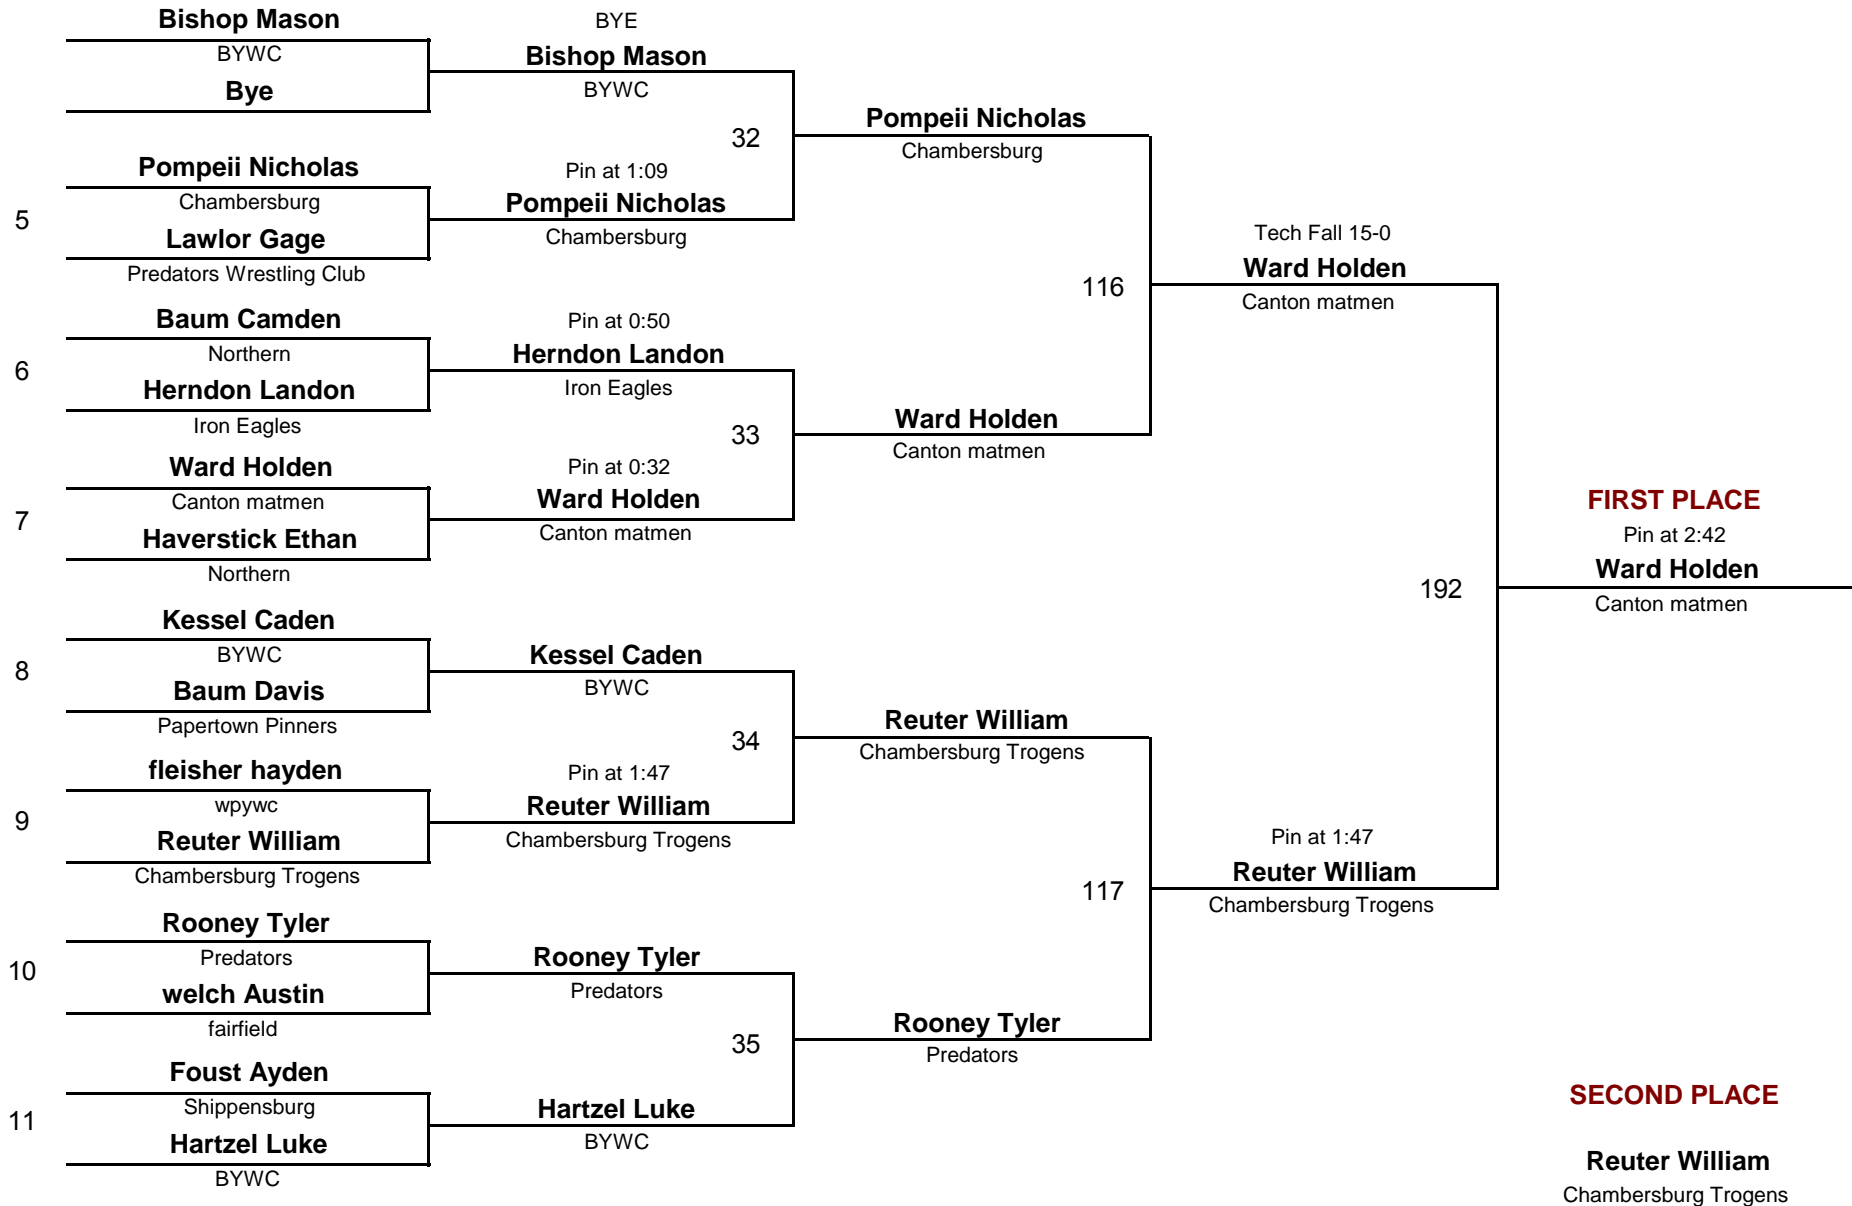 Bishop Mason
BYWC
Bye
5
Pompeii Nicholas
Chambersburg
Lawlor Gage
Predators Wrestling Club
6
Baum Camden
Northern
Herndon Landon
Iron Eagles
7
Ward Holden
Canton matmen
Haverstick Ethan
Northern
8
Kessel Caden
BYWC
Baum Davis
Papertown Pinners
9
fleisher hayden
wpywc
Reuter William
Chambersburg Trogens
10
Rooney Tyler
Predators
welch Austin
fairfield
11
Foust Ayden
Shippensburg
Hartzel Luke
BYWC
BYE
Bishop Mason
BYWC
32
Pin at 1:09
Pompeii Nicholas
Chambersburg
Pin at 0:50
Herndon Landon
Iron Eagles
33
Pin at 0:32
Ward Holden
Canton matmen
Kessel Caden
BYWC
34
Pin at 1:47
Reuter William
Chambersburg Trogens
Rooney Tyler
Predators
35
Hartzel Luke
BYWC
Pompeii Nicholas
Chambersburg
116
Ward Holden
Canton matmen
Reuter William
Chambersburg Trogens
117
Rooney Tyler
Predators
Tech Fall 15-0
Ward Holden
Canton matmen
192
Pin at 1:47
Reuter William
Chambersburg Trogens
FIRST PLACE
Pin at 2:42
Ward Holden
Canton matmen
SECOND PLACE
Reuter William
Chambersburg Trogens